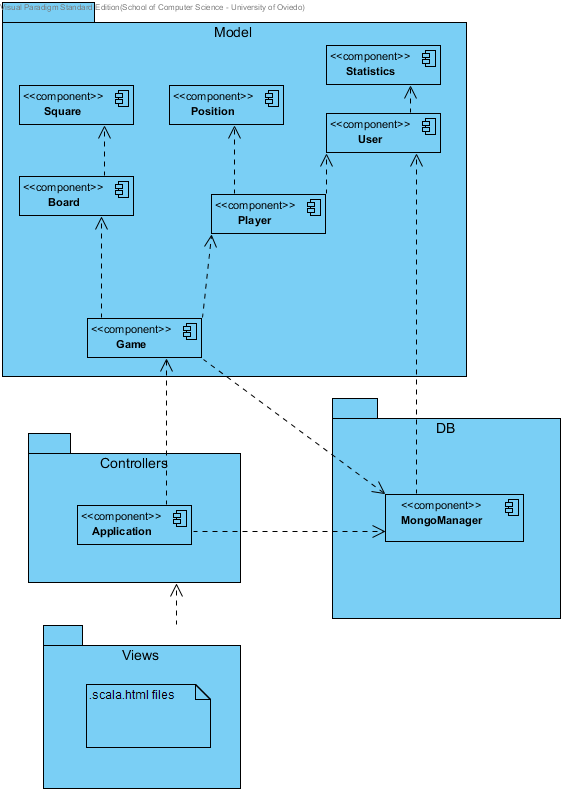 Visual Paradigm Standard Edition(School of Computer Science - University of Oviedo)
Model
<<component>>
Statistics
<<component>>
Square
<<component>>
Position
<<component>>
User
<<component>>
Board
<<component>>
Player
<<component>>
Game
DB
Controllers
<<component>>
MongoManager
<<component>>
Application
Views
.scala.html files